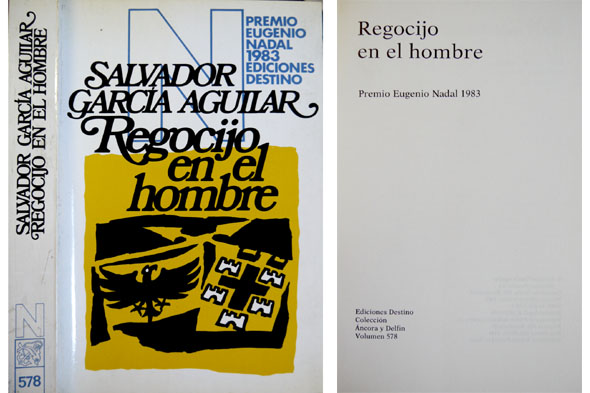 SALVADOR GARCÍA AGUILAR
REGOCIJO EN EL HOMBRE
N
578
N
PREMIO
EUGENIO
NADAL
1983
EDICIONES
DESTINO
SALVADOR
GARCÍA AGUILAR
Regocijo
en el
hombre
Regocijo
en el hombre
Premio Eugenio Nadal 1983
Ediciones Destino
Colección
Áncora y Delfín
Volumen 578